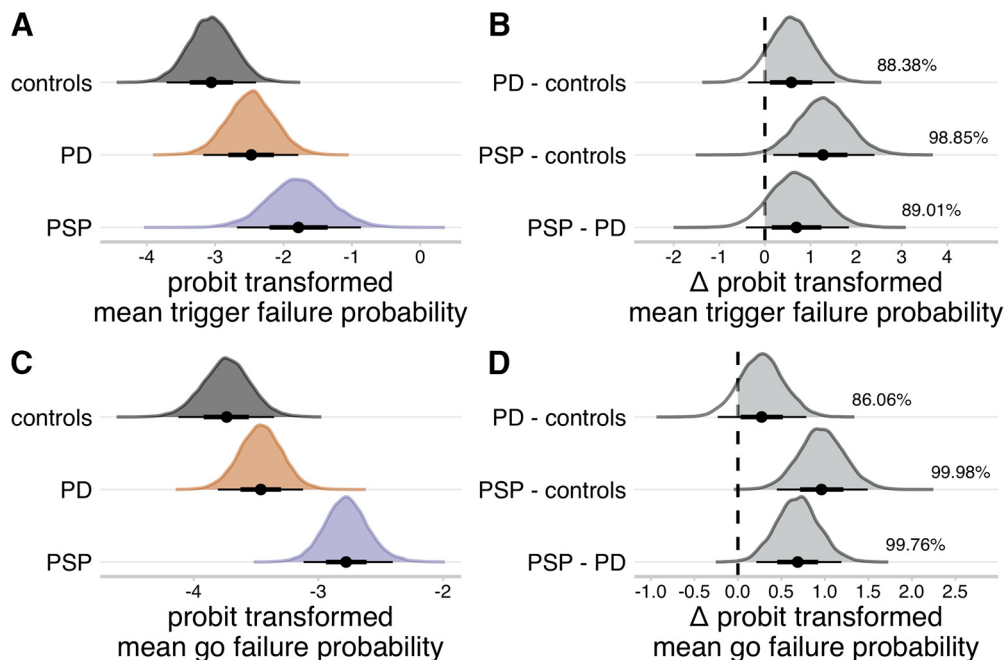 A
controls
PD
PSP
-4 -3 -2 -1 0
probit transformed
mean trigger failure probability
B
PD - controls
88.38%
PSP - controls
98.85%
PSP - PD
89.01%
-2 -1 0 1 2 3 4
Δ probit transformed
mean trigger failure probability
C
controls
PD
PSP
-4 -3 -2
probit transformed
mean go failure probability
D
PD - controls
86.06%
PSP - controls
99.98%
PSP - PD
99.76%
-1.0 -0.5 0.0 0.5 1.0 1.5 2.0 2.5
Δ probit transformed
mean go failure probability